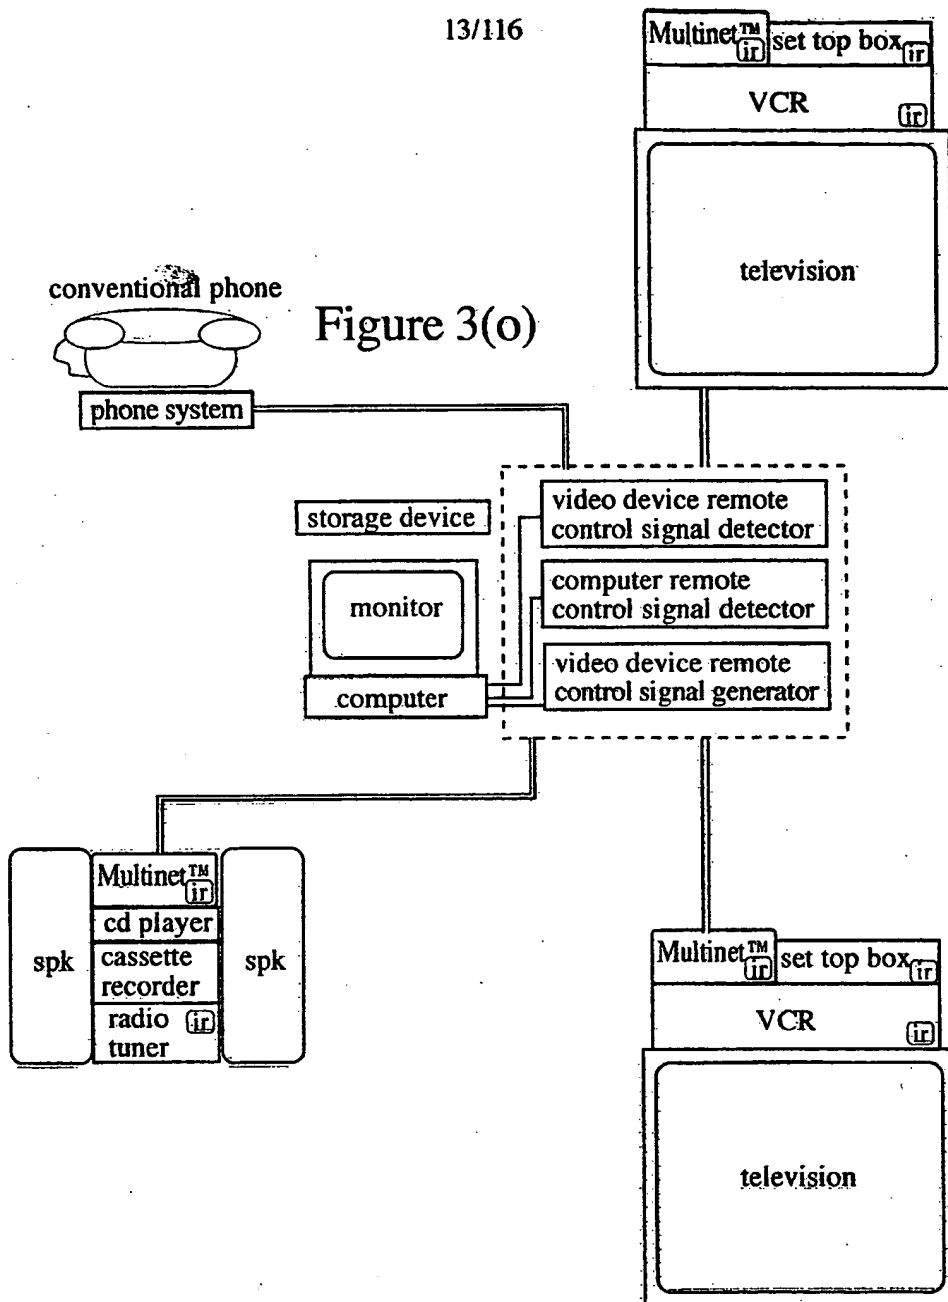 13/116
Multinet™
ir
set top box
ir
VCR
ir
television
conventional phone
Figure 3(o)
phone system
storage device
monitor
computer
video device remote
control signal detector
computer remote
control signal detector
video device remote
control signal generator
spk
Multinet™
ir
cd player
cassette
recorder
radio
ir
tuner
spk
Multinet™
ir
set top box
ir
VCR
ir
television